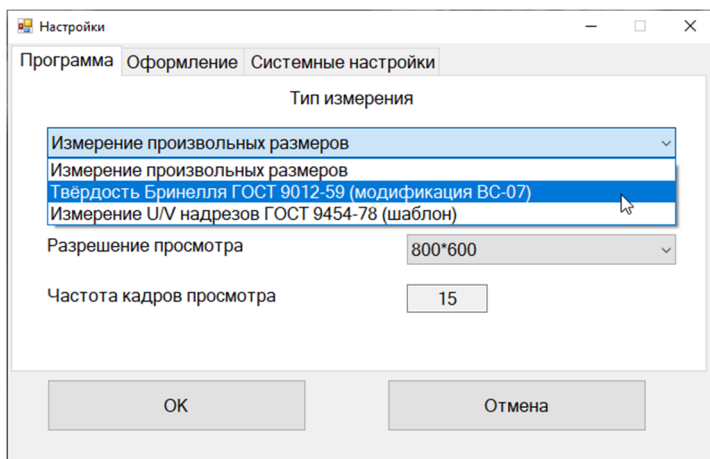 Настройки
Программа Оформление Системные настройки
Тип измерения
Измерение произвольных размеров
Измерение произвольных размеров
Твёрдость Бринелля ГОСТ 9012-59 (модификация ВС-07)
Измерение U/V надрезов ГОСТ 9454-78 (шаблон)
Разрешение просмотра 800*600
Частота кадров просмотра 15
ОК Отмена